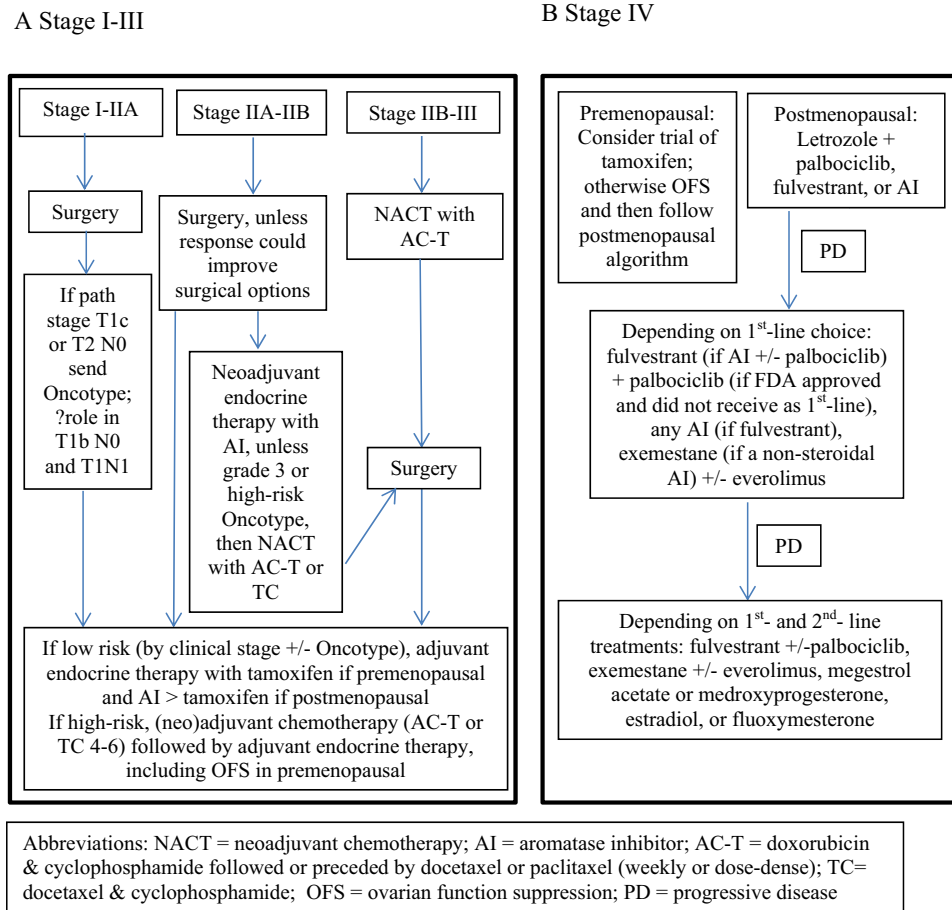 A Stage I-III
B Stage IV
Stage I-IIA
Stage IIA-IIB
Stage IIB-III
Surgery
Surgery, unless
response could
improve
surgical options
NACT with
AC-T
If path
stage T1c
or T2 N0
send
Oncotype;
?role in
T1b N0
and T1N1
Neoadjuvant
endocrine
therapy with
AI, unless
grade 3 or
high-risk
Oncotype,
then NACT
with AC-T or
TC
Surgery
If low risk (by clinical stage +/- Oncotype), adjuvant
endocrine therapy with tamoxifen if premenopausal
and AI > tamoxifen if postmenopausal
If high-risk, (neo)adjuvant chemotherapy (AC-T or
TC 4-6) followed by adjuvant endocrine therapy,
including OFS in premenopausal
Premenopausal:
Consider trial of
tamoxifen;
otherwise OFS
and then follow
postmenopausal
algorithm
Postmenopausal:
Letrozole +
palbociclib,
fulvestrant, or AI
PD
Depending on 1st-line choice:
fulvestrant (if AI +/- palbociclib)
+ palbociclib (if FDA approved
and did not receive as 1st-line),
any AI (if fulvestrant),
exemestane (if a non-steroidal
AI) +/- everolimus
PD
Depending on 1st- and 2nd- line
treatments: fulvestrant +/-palbociclib,
exemestane +/- everolimus, megestrol
acetate or medroxyprogesterone,
estradiol, or fluoxymesterone
Abbreviations: NACT = neoadjuvant chemotherapy; AI = aromatase inhibitor; AC-T = doxorubicin
& cyclophosphamide followed or preceded by docetaxel or paclitaxel (weekly or dose-dense); TC=
docetaxel & cyclophosphamide; OFS = ovarian function suppression; PD = progressive disease